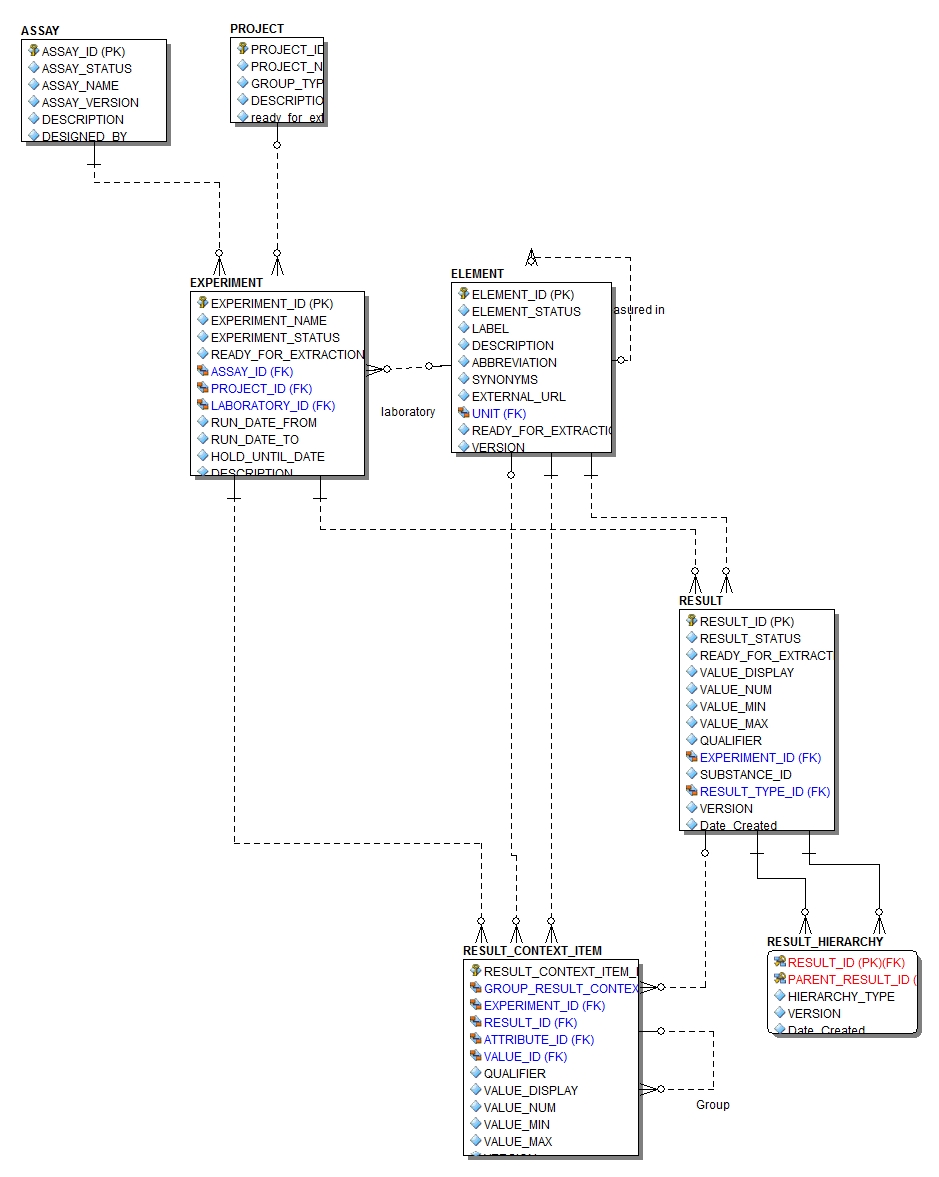 ASSAY
ASSAY_ID (PK)
ASSAY_STATUS
ASSAY_NAME
ASSAY_VERSION
DESCRIPTION
DESIGNED_BY
PROJECT
PROJECT_ID
PROJECT_N
GROUP_TYP
DESCRIPTIO
ready_for_ext
EXPERIMENT
EXPERIMENT_ID (PK)
EXPERIMENT_NAME
EXPERIMENT_STATUS
READY_FOR_EXTRACTION
ASSAY_ID (FK)
PROJECT_ID (FK)
LABORATORY_ID (FK)
RUN_DATE_FROM
RUN_DATE_TO
HOLD_UNTIL_DATE
DESCRIPTION
laboratory
ELEMENT
ELEMENT_ID (PK)
ELEMENT_STATUS
LABEL
DESCRIPTION
ABBREVIATION
SYNONYMS
EXTERNAL_URL
UNIT (FK)
READY_FOR_EXTRACTIO
VERSION
asured in
RESULT
RESULT_ID (PK)
RESULT_STATUS
READY_FOR_EXTRACT
VALUE_DISPLAY
VALUE_NUM
VALUE_MIN
VALUE_MAX
QUALIFIER
EXPERIMENT_ID (FK)
SUBSTANCE_ID
RESULT_TYPE_ID (FK)
VERSION
Date_Created
RESULT_CONTEXT_ITEM
RESULT_CONTEXT_ITEM_I
GROUP_RESULT_CONTEX
EXPERIMENT_ID (FK)
RESULT_ID (FK)
ATTRIBUTE_ID (FK)
VALUE_ID (FK)
QUALIFIER
VALUE_DISPLAY
VALUE_NUM
VALUE_MIN
VALUE_MAX
Group
RESULT_HIERARCHY
RESULT_ID (PK)(FK)
PARENT_RESULT_ID (
HIERARCHY_TYPE
VERSION
Date_Created